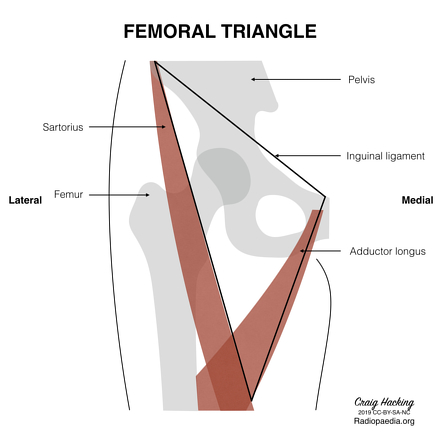 FEMORAL TRIANGLE
Pelvis
Sartorius
Inguinal ligament
Femur
Lateral
Medial
Adductor longus
Craig Hacking
2019 CC-BY-SA-NC
Radiopaedia.org